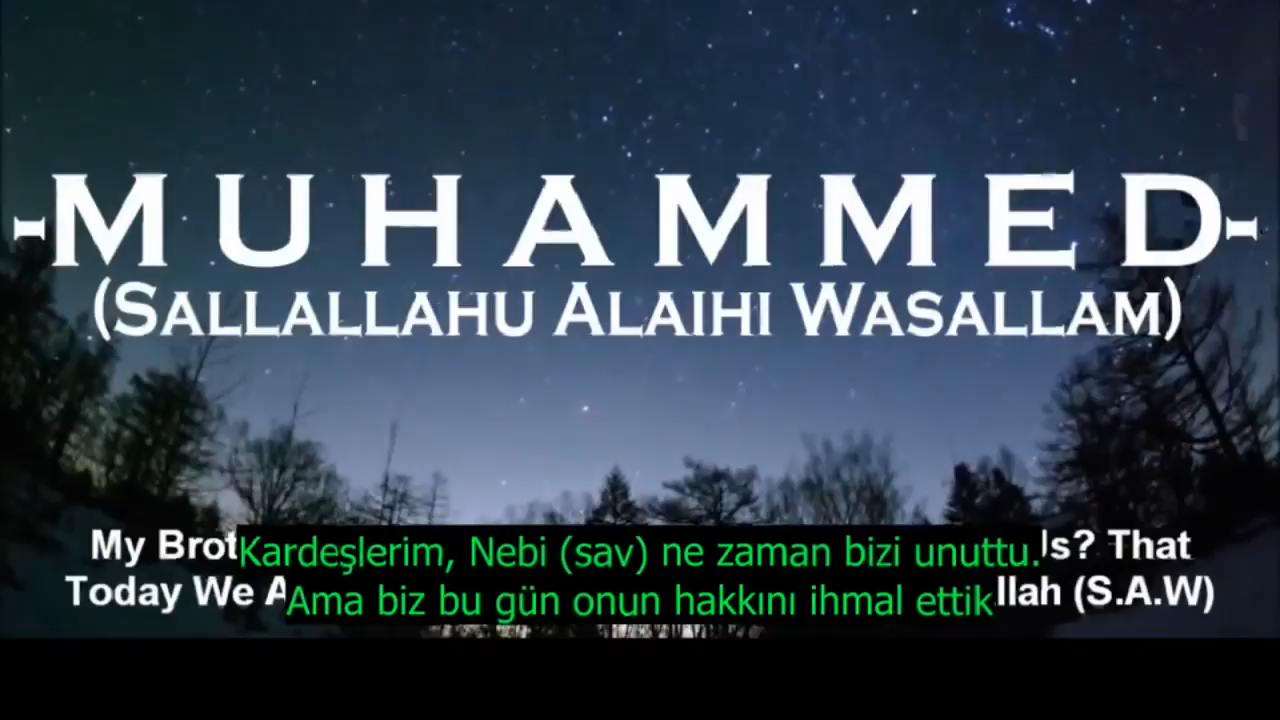 -MUHAMMED-
(SALLALLAHU ALAIHI WASALLAM)
My Brot Is? That
Kardeşlerim, Nebi (sav) ne zaman bizi unuttu.
Today We A llah (S.A.W)
Ama biz bu gün onun hakkını ihmal ettik